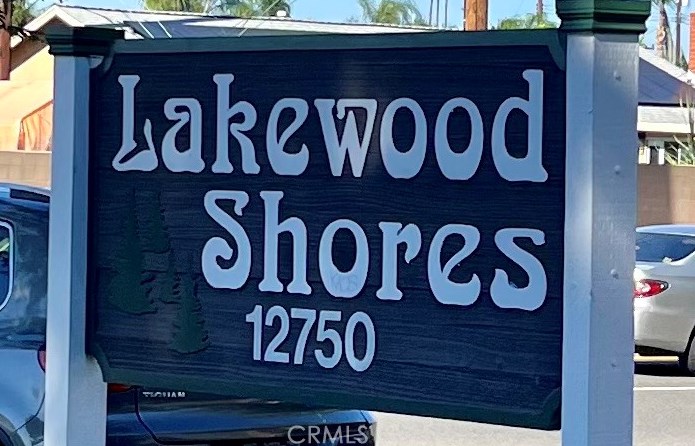 Lakewood
Shores
12750
TIGUAN
CRMLS